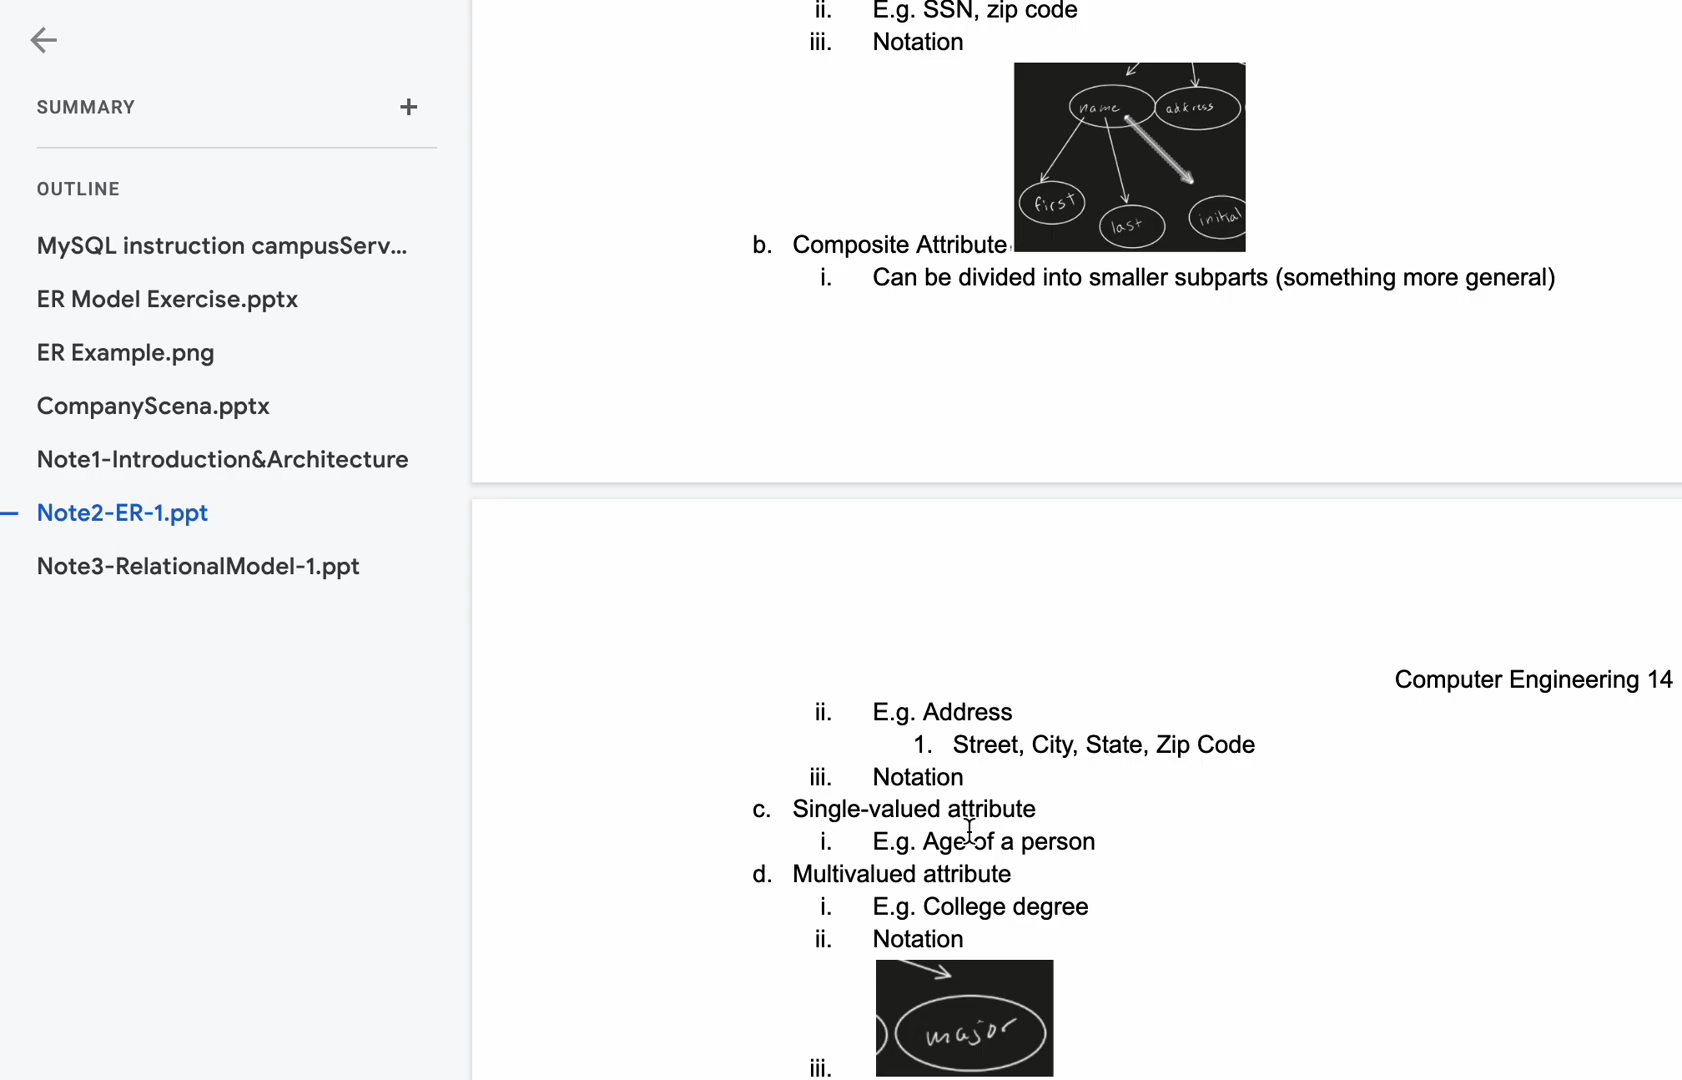 SUMMARY
+
OUTLINE
MySQL instruction campusServ...
ER Model Exercise.pptx
ER Example.png
CompanyScena.pptx
Note1-Introduction&Architecture
Note2-ER-1.ppt
Note3-RelationalModel-1.ppt
ii. E.g. SSN, zip code
iii. Notation
name address
first last initial
b. Composite Attribute
i. Can be divided into smaller subparts (something more general)
Computer Engineering 14
ii. E.g. Address
1. Street, City, State, Zip Code
iii. Notation
c. Single-valued attribute
i. E.g. Age of a person
d. Multivalued attribute
i. E.g. College degree
ii. Notation
major
iii.